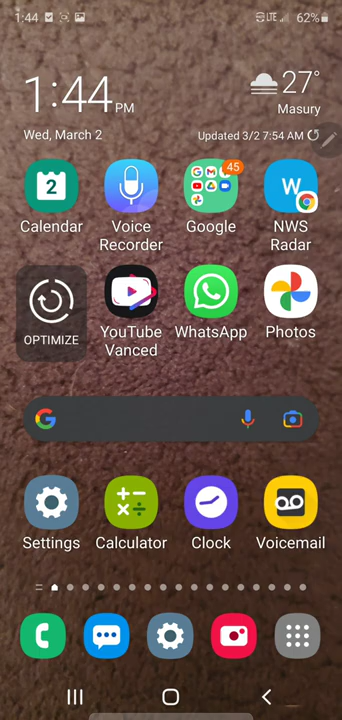 1:44 LTE 62%
1:44 PM
27°
Masury
Wed, March 2
Updated 3/2 7:54 AM
2
45
W
Calendar
Voice
Recorder
Google
NWS
Radar
OPTIMIZE
YouTube
Vanced
WhatsApp
Photos
Settings
Calculator
Clock
Voicemail